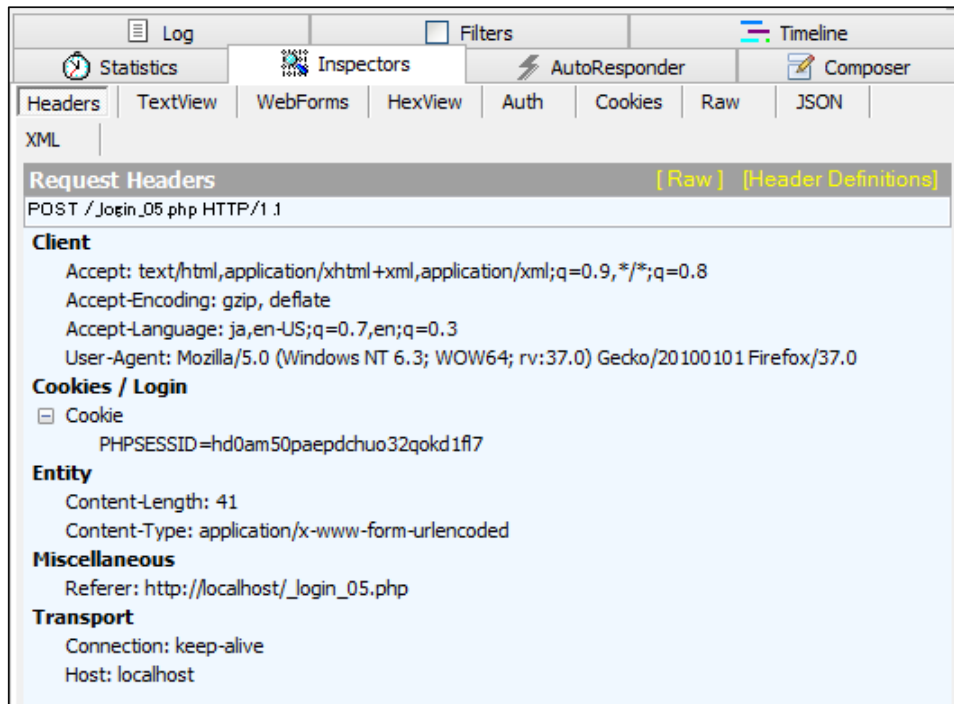 Log Filters Timeline
Statistics Inspectors AutoResponder Composer
Headers TextView WebForms HexView Auth Cookies Raw JSON
XML
Request Headers [ Raw ] [Header Definitions]
POST /_login_05.php HTTP/1.1
Client
Accept: text/html,application/xhtml+xml,application/xml;q=0.9,*/*;q=0.8
Accept-Encoding: gzip, deflate
Accept-Language: ja,en-US;q=0.7,en;q=0.3
User-Agent: Mozilla/5.0 (Windows NT 6.3; WOW64; rv:37.0) Gecko/20100101 Firefox/37.0
Cookies / Login
Cookie
PHPSESSID=hd0am50paepdchuo32qokd1fl7
Entity
Content-Length: 41
Content-Type: application/x-www-form-urlencoded
Miscellaneous
Referer: http://localhost/_login_05.php
Transport
Connection: keep-alive
Host: localhost